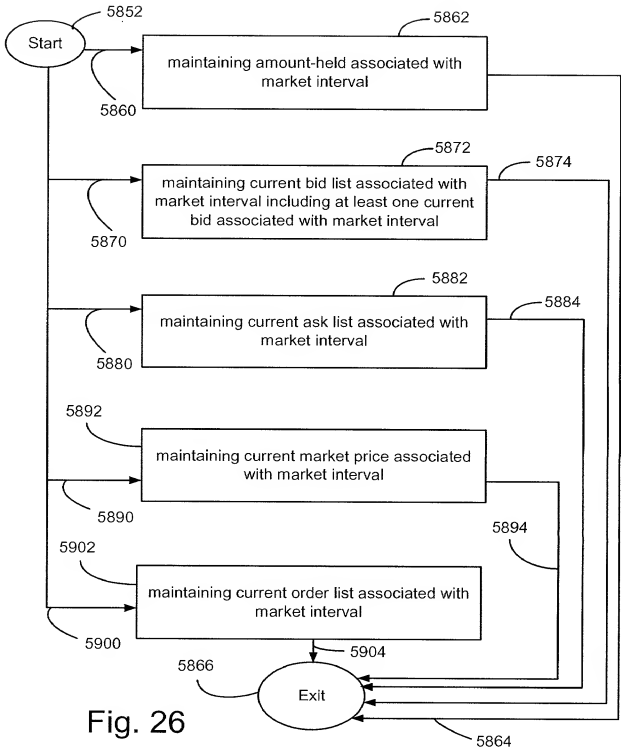 5852
Start
5862
maintaining amount-held associated with
market interval
5860
5872
5874
maintaining current bid list associated with
market interval including at least one current
bid associated with market interval
5870
5882
5884
maintaining current ask list associated with
market interval
5880
5892
maintaining current market price associated
with market interval
5890
5894
5902
maintaining current order list associated with
market interval
5900
5904
5866
Exit
5864
Fig. 26